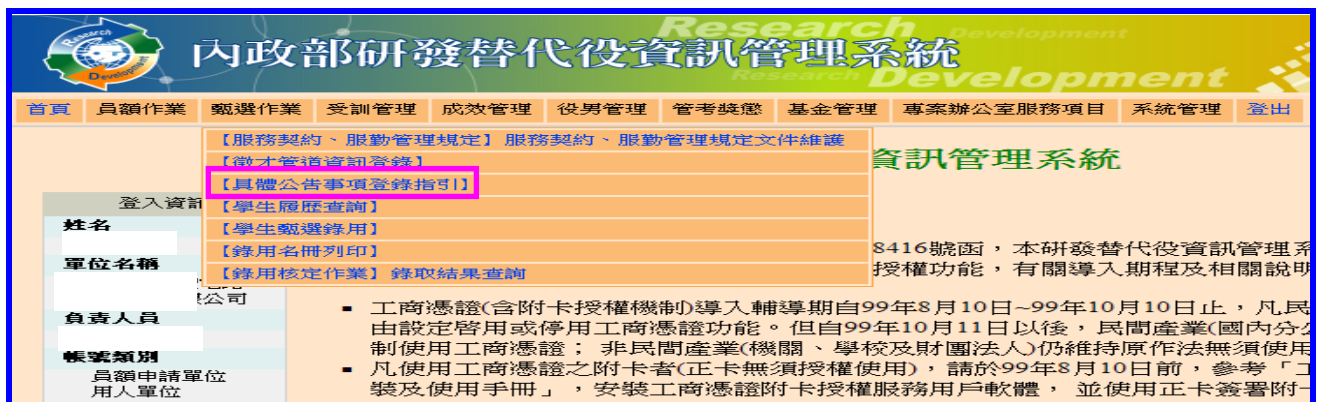 Research Development
內政部研發替代役資訊管理系統
Research Development
首頁 員額作業 甄選作業 受訓管理 成效管理 役男管理 管考獎懲 基金管理 專案辦公室服務項目 系統管理 登出
【服務契約、服勤管理規定】服務契約、服勤管理規定文件維護
【徵才管道資訊登錄】
資訊管理系統
【具體公告事項登錄指引】
登入資訊
【學生履歷查詢】
姓名
【學生甄選錄用】
【錄用名冊列印】
8416號函,本研發替代役資訊管理系
單位名稱
【錄用核定作業】錄取結果查詢
授權功能,有關導入期程及相關說明
公司
▪ 工商憑證(含附卡授權機制)導入輔導期自99年8月10日~99年10月10日止,凡民
負責人員
由設定啓用或停用工商憑證功能。但自99年10月11日以後,民間產業(國內分公
制使用工商憑證; 非民間產業(機關、學校及財團法人)仍維持原作法無須使用
帳號類別
▪ 凡使用工商憑證之附卡者(正卡無須授權使用),請於99年8月10日前,參考「工
員額申請單位
用人單位
裝及使用手冊」,安裝工商憑證附卡授權服務用戶軟體, 並使用正卡簽署附卡